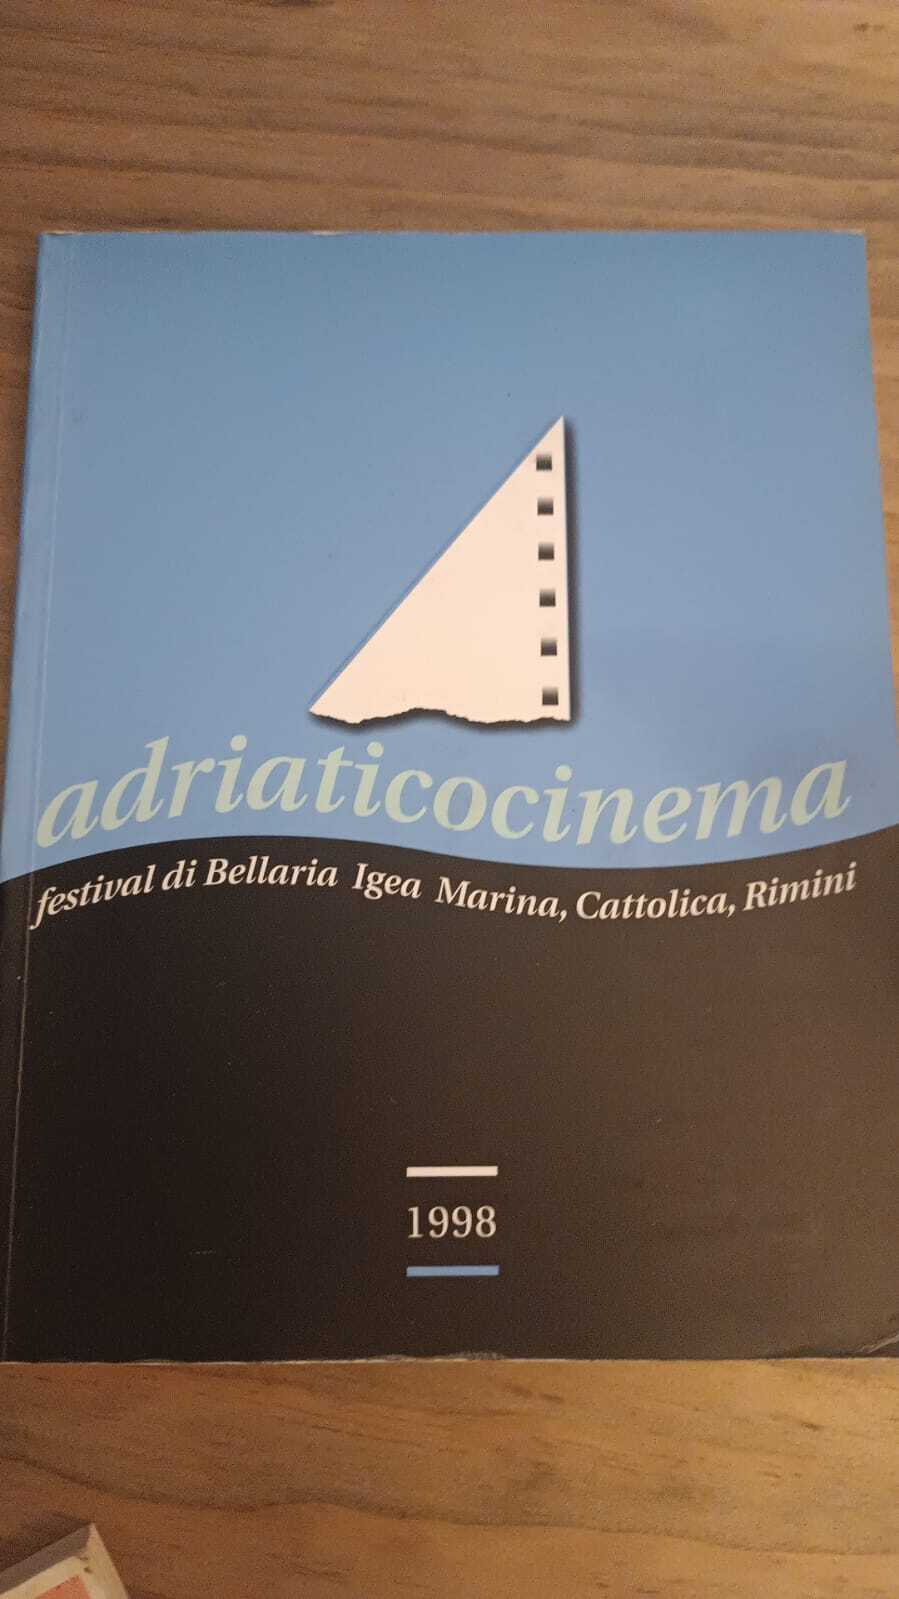 adriaticocinema
festival di Bellaria Igea Marina, Cattolica, Rimini
1998